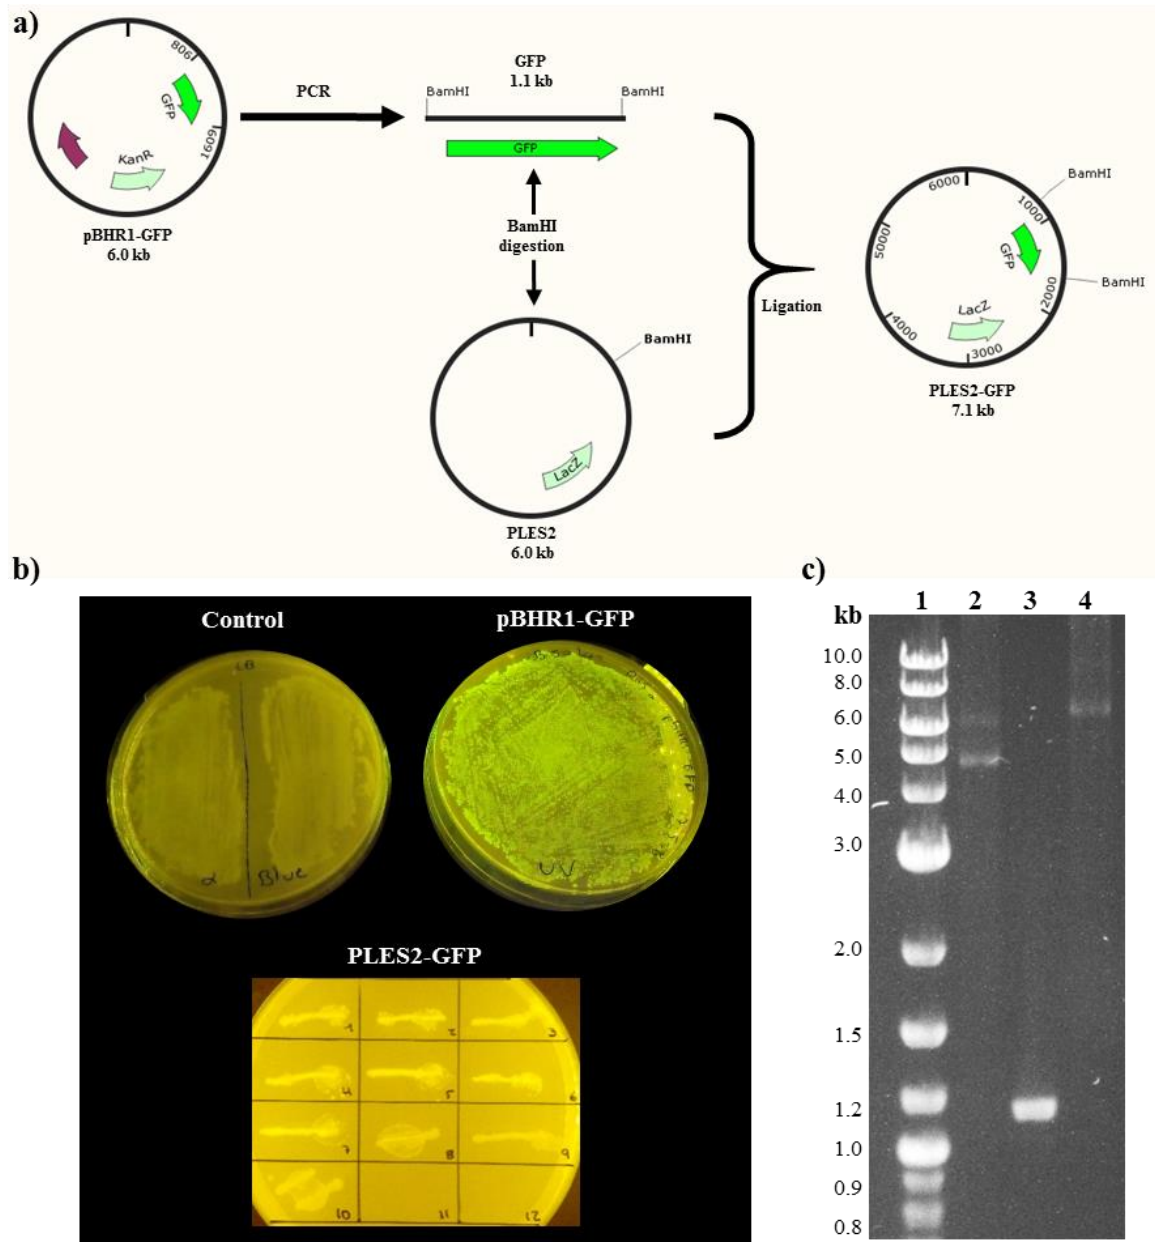 a)
806
GFP
1609
KanR
pBHR1-GFP
6.0 kb
PCR
GFP
1.1 kb
BamHI
BamHI
GFP
BamHI
digestion
BamHI
LacZ
PLES2
6.0 kb
Ligation
6000
BamHI
1000
5000
GFP
BamHI
2000
LacZ
4000
3000
PLES2-GFP
7.1 kb
b)
Control
pBHR1-GFP
LB
α
Blue
UV
PLES2-GFP
1
2
3
4
5
6
7
8
9
10
11
12
c)
1
2
3
4
kb
10.0
8.0
6.0
5.0
4.0
3.0
2.0
1.5
1.2
1.0
0.9
0.8